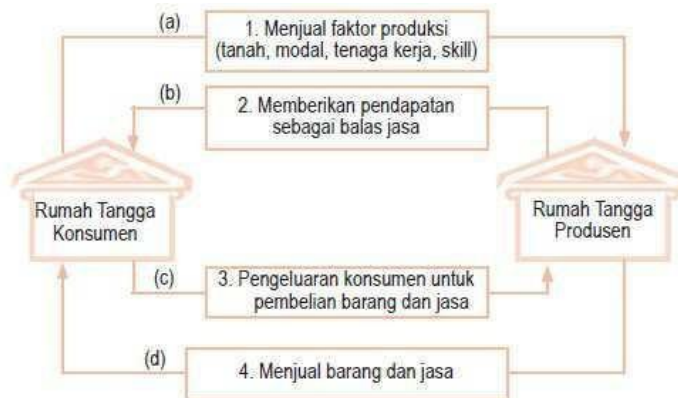 (a)
1. Menjual faktor produksi
(tanah, modal, tenaga kerja, skill)
(b)
2. Memberikan pendapatan
sebagai balas jasa
Rumah Tangga
Konsumen
Rumah Tangga
Produsen
(c)
3. Pengeluaran konsumen untuk
pembelian barang dan jasa
(d)
4. Menjual barang dan jasa